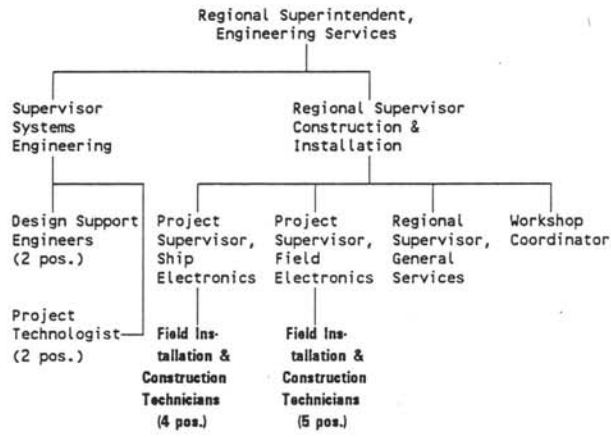 Regional Superintendent,
Engineering Services
Supervisor
Systems
Engineering
Regional Supervisor
Construction &
Installation
Design Support
Engineers
(2 pos.)
Project
Supervisor,
Ship
Electronics
Project
Supervisor,
Field
Electronics
Regional
Supervisor,
General
Services
Workshop
Coordinator
Project
Technologist
(2 pos.)
Field Ins-
tallation &
Construction
Technicians
(4 pos.)
Field Ins-
tallation &
Construction
Technicians
(5 pos.)